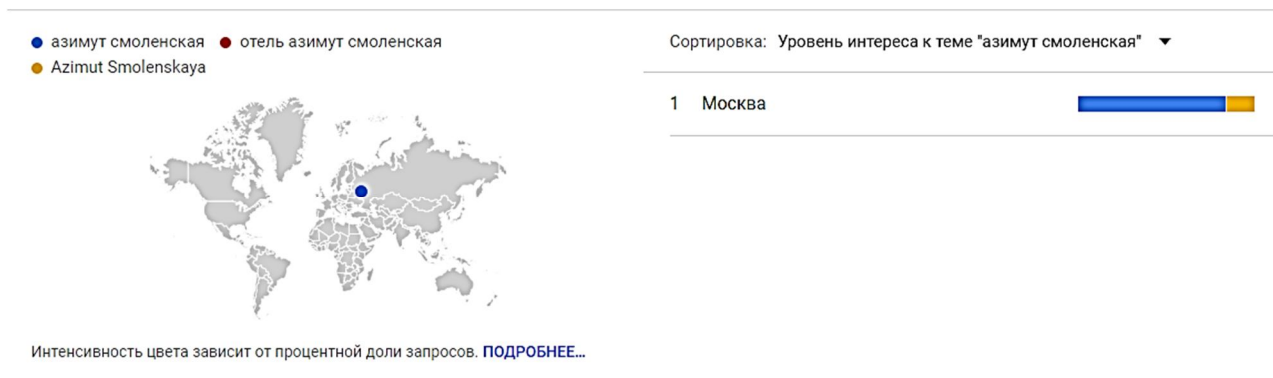 азимут смоленская отель азимут смоленская
Azimut Smolenskaya
Интенсивность цвета зависит от процентной доли запросов. ПОДРОБНЕЕ...
Сортировка: Уровень интереса к теме "азимут смоленская"
1 Москва